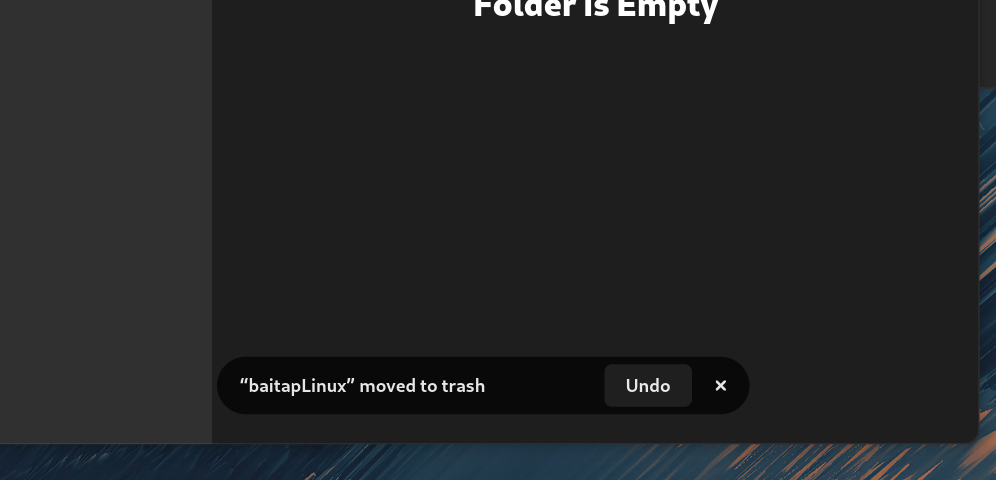 Folder is Empty
“baitapLinux” moved to trash Undo ×